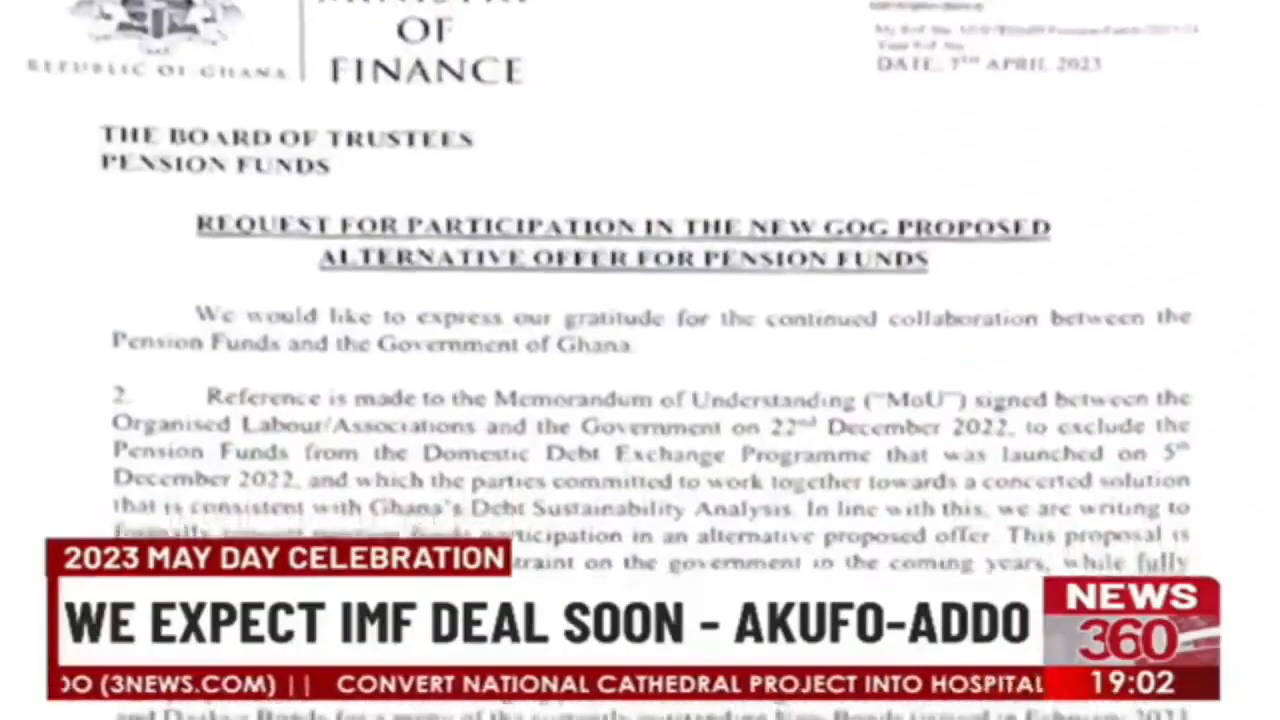 OF
FINANCE
REPUBLIC OF GHANA
DATE, 7TH APRIL, 2023
THE BOARD OF TRUSTEES
PENSION FUNDS
REQUEST FOR PARTICIPATION IN THE NEW GOG PROPOSED
ALTERNATIVE OFFER FOR PENSION FUNDS
We would like to express our gratitude for the continued collaboration between the
Pension Funds and the Government of Ghana.
2. Reference is made to the Memorandum of Understanding ("MoU") signed between the
Organised Labour/Associations and the Government on 22nd December 2022, to exclude the
Pension Funds from the Domestic Debt Exchange Programme that was launched on 5th
December 2022, and which the parties committed to work together towards a concerted solution
that is consistent with Ghana's Debt Sustainability Analysis. In line with this, we are writing to
participation in an alternative proposed offer. This proposal is
on the government in the coming years, while fully
2023 MAY DAY CELEBRATION
WE EXPECT IMF DEAL SOON - AKUFO-ADDO
NEWS
360
DO (3NEWS.COM) || CONVERT NATIONAL CATHEDRAL PROJECT INTO HOSPITAL
19:02